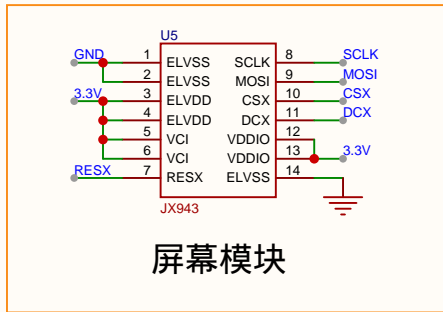 U5
GND 1 ELVSS SCLK 8 SCLK
2 ELVSS MOSI 9 MOSI
3.3V 3 ELVDD CSX 10 CSX
4 ELVDD DCX 11 DCX
5 VCI VDDIO 12
6 VCI VDDIO 13 3.3V
RESX 7 RESX ELVSS 14
JX943
屏幕模块